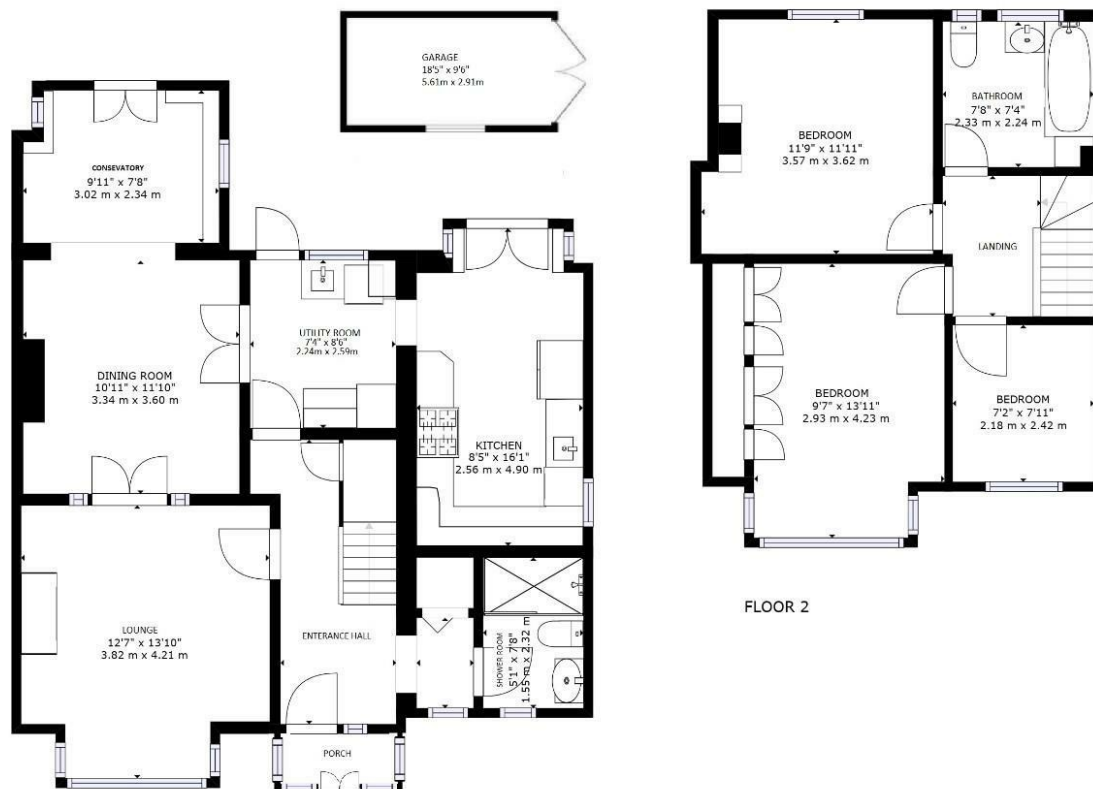 GARAGE
18'5" x 9'6"
5.61m x 2.91m
CONSEVATORY
9'11" x 7'8"
3.02 m x 2.34 m
UTILITY ROOM
7'4" x 8'6"
2.24m x 2.59m
DINING ROOM
10'11" x 11'10"
3.34 m x 3.60 m
KITCHEN
8'5" x 16'1"
2.56 m x 4.90 m
LOUNGE
12'7" x 13'10"
3.82 m x 4.21 m
ENTERANCE HALL
SHOWER ROOM
5'1" x 7'8"
1.55 m x 2.32 m
PORCH
BEDROOM
11'9" x 11'11"
3.57 m x 3.62 m
BATHROOM
7'8" x 7'4"
2.33 m x 2.24 m
LANDING
BEDROOM
9'7" x 13'11"
2.93 m x 4.23 m
BEDROOM
7'2" x 7'11"
2.18 m x 2.42 m
FLOOR 2